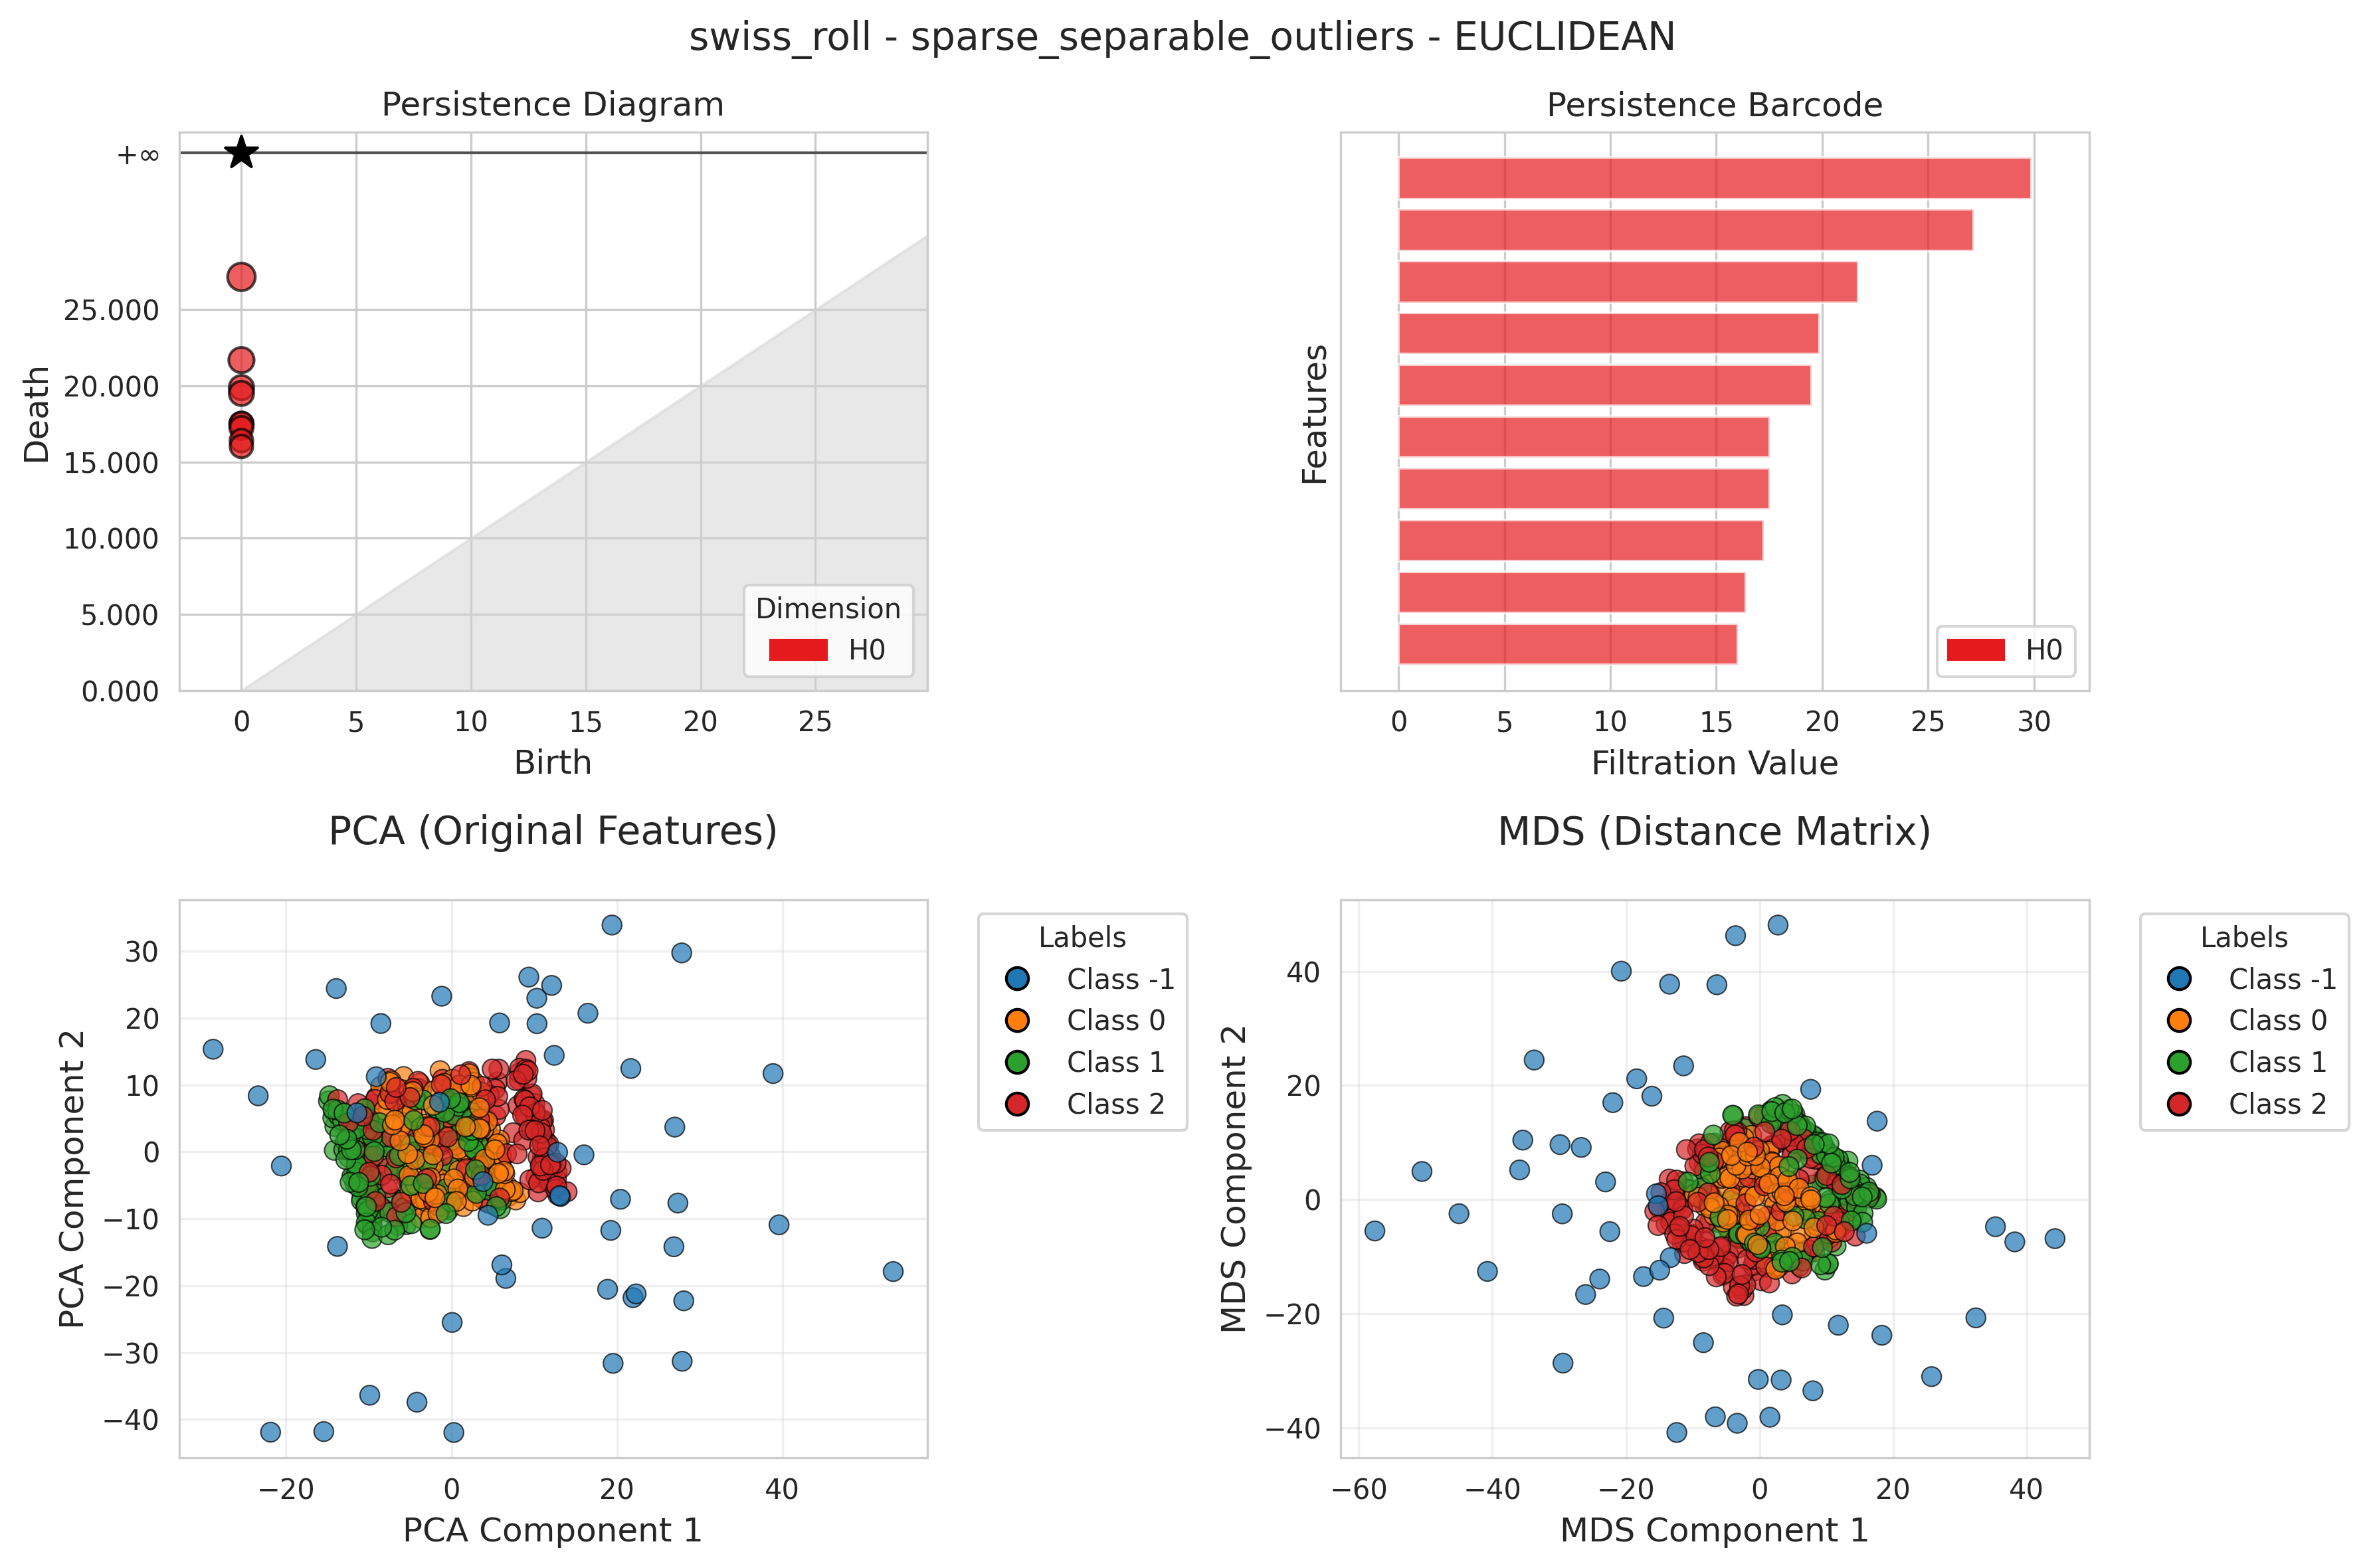 swiss_roll - sparse_separable_outliers - EUCLIDEAN
Persistence Diagram
+∞
25.000
20.000
15.000
10.000
5.000
0.000
Death
0 5 10 15 20 25
Birth
Dimension
H0
Persistence Barcode
Features
0 5 10 15 20 25 30
Filtration Value
H0
PCA (Original Features)
30
20
10
0
−10
−20
−30
−40
PCA Component 2
−20 0 20 40
PCA Component 1
Labels
Class -1
Class 0
Class 1
Class 2
MDS (Distance Matrix)
40
20
0
−20
−40
MDS Component 2
−60 −40 −20 0 20 40
MDS Component 1
Labels
Class -1
Class 0
Class 1
Class 2